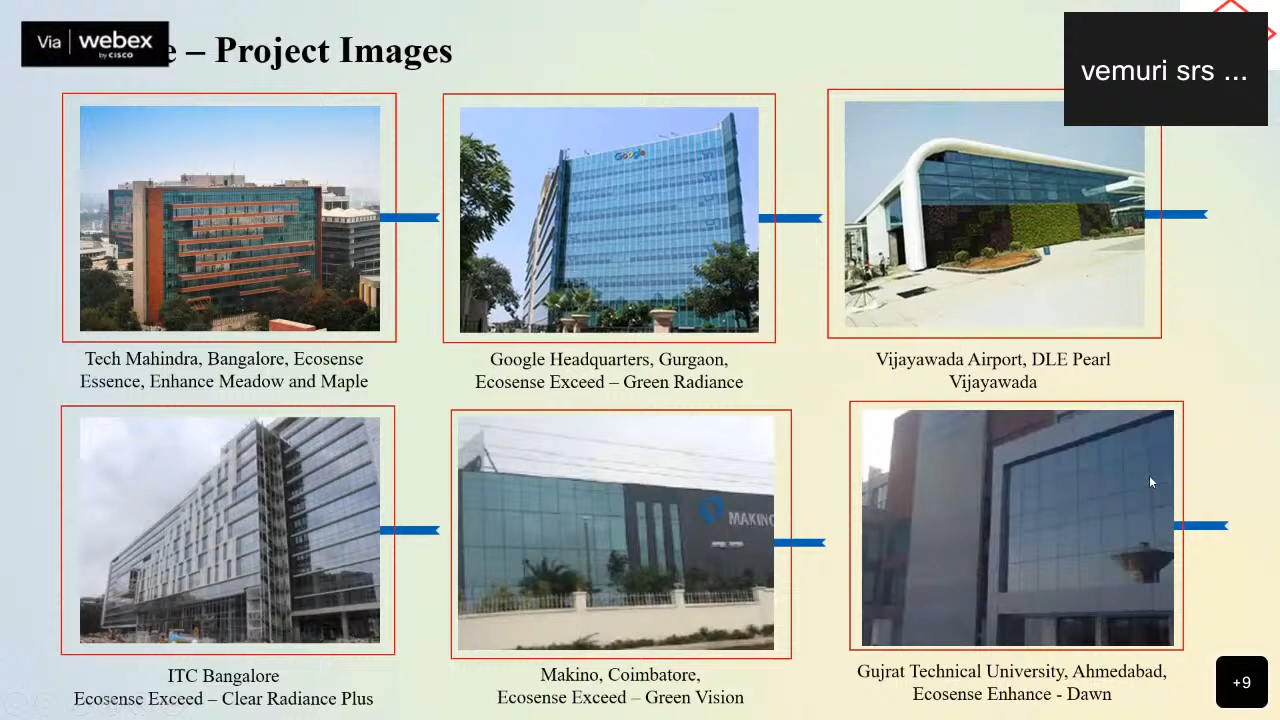 Via webex
by CISCO
– Project Images
vemuri srs ...
Google
Tech Mahindra, Bangalore, Ecosense
Essence, Enhance Meadow and Maple
Google Headquarters, Gurgaon,
Ecosense Exceed – Green Radiance
Vijayawada Airport, DLE Pearl
Vijayawada
MAKINO
ITC Bangalore
Ecosense Exceed – Clear Radiance Plus
Makino, Coimbatore,
Ecosense Exceed – Green Vision
Gujrat Technical University, Ahmedabad,
Ecosense Enhance - Dawn
+9